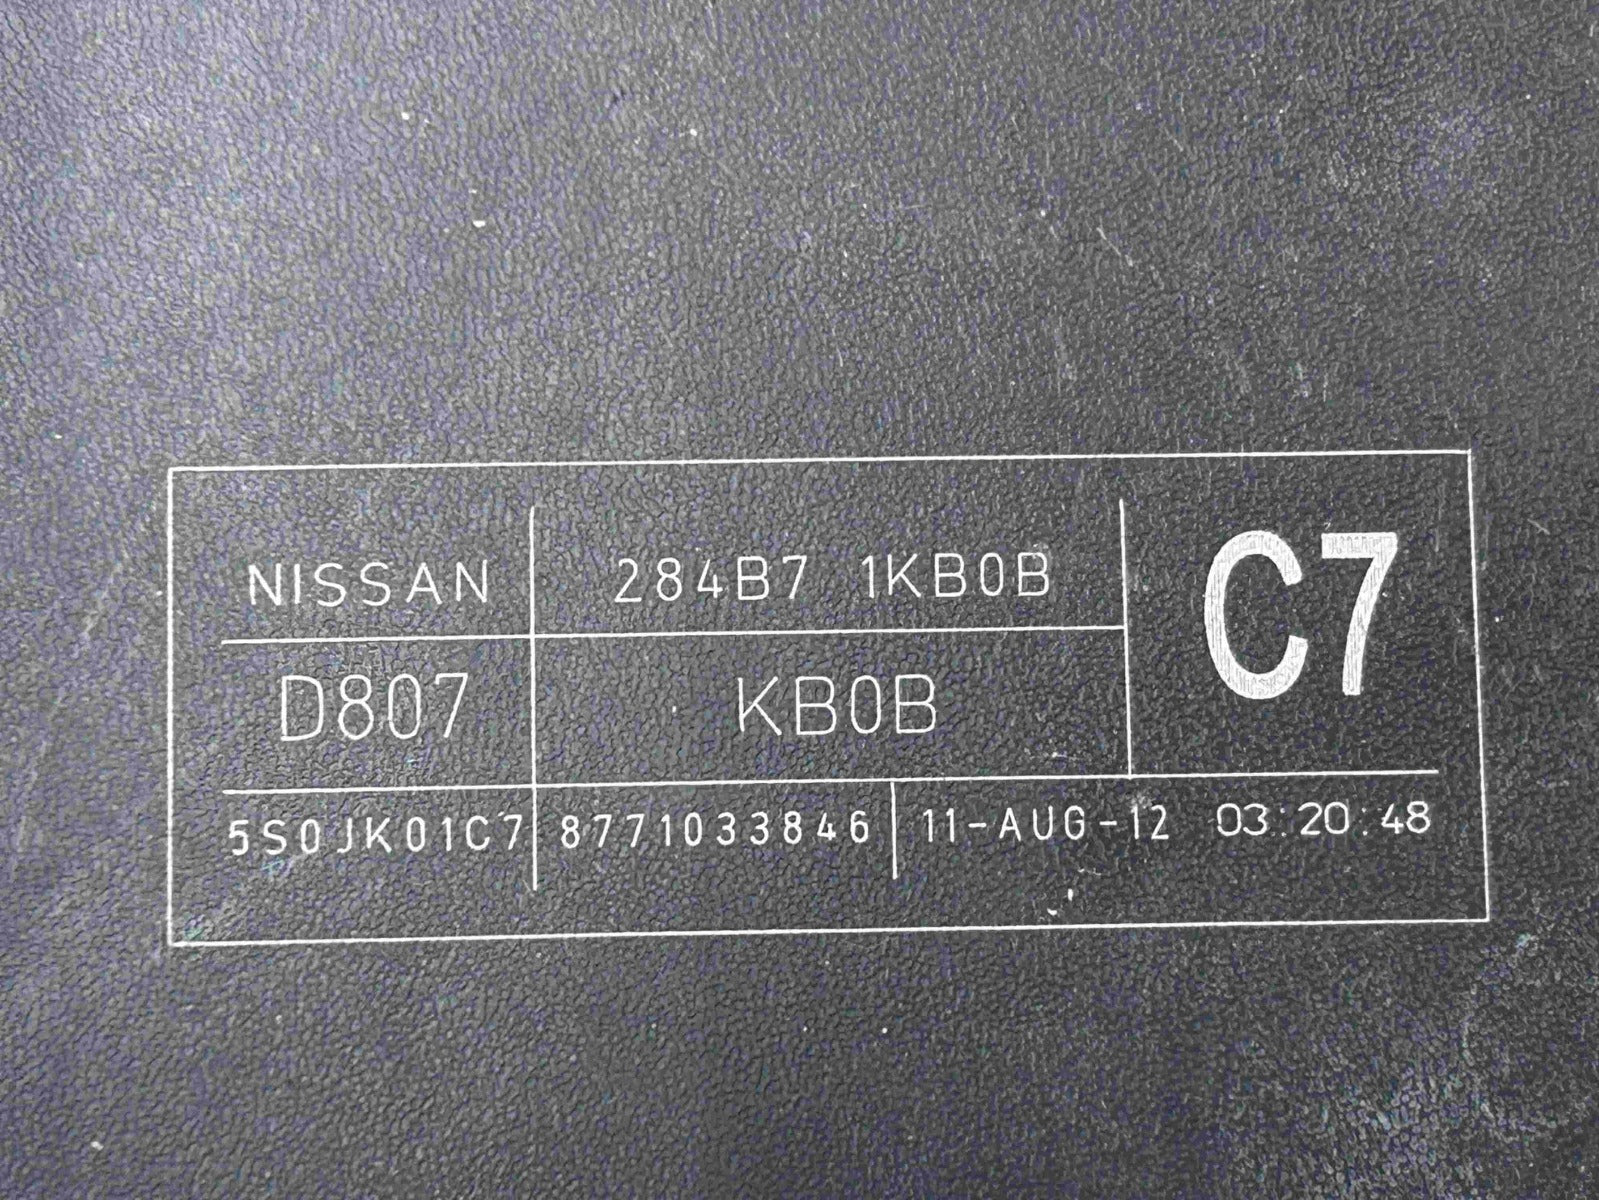 NISSAN 284B7 1KB0B C7
D807 KB0B
5S0JK01C7 8771033846 11-AUG-12 03:20:48